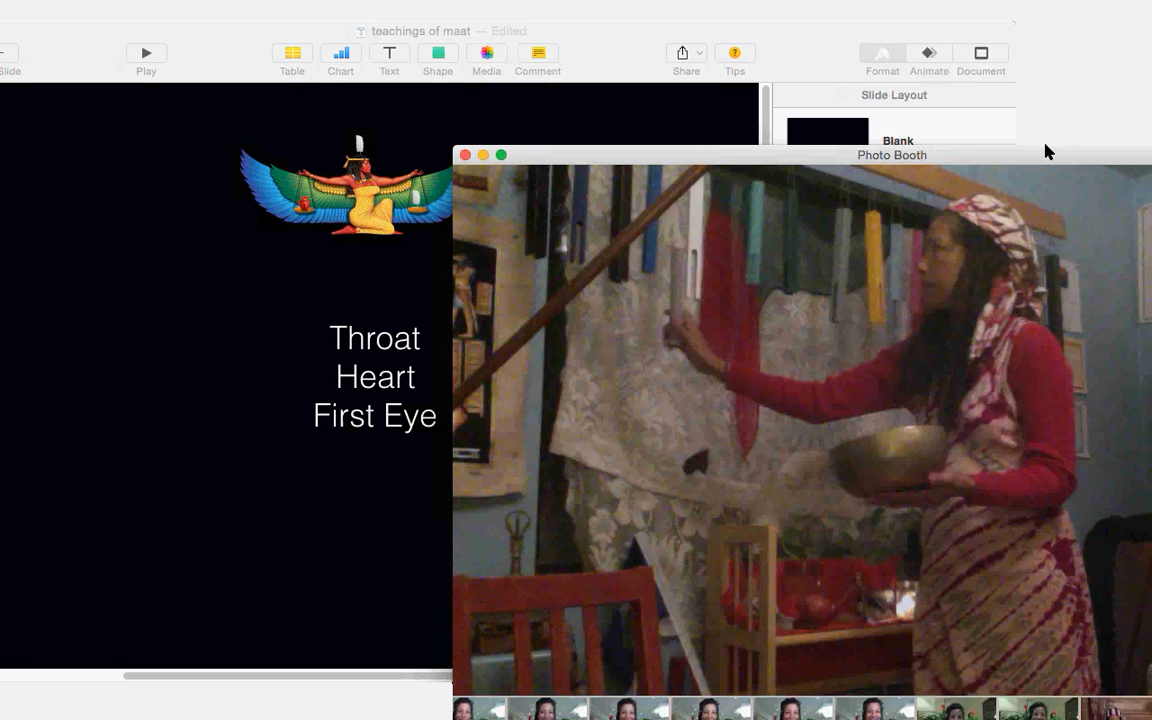 teachings of maat — Edited
Slide
Play
Table
Chart
Text
Shape
Media
Comment
Share
Tips
Format
Animate
Document
Slide Layout
Blank
Photo Booth
Throat
Heart
First Eye